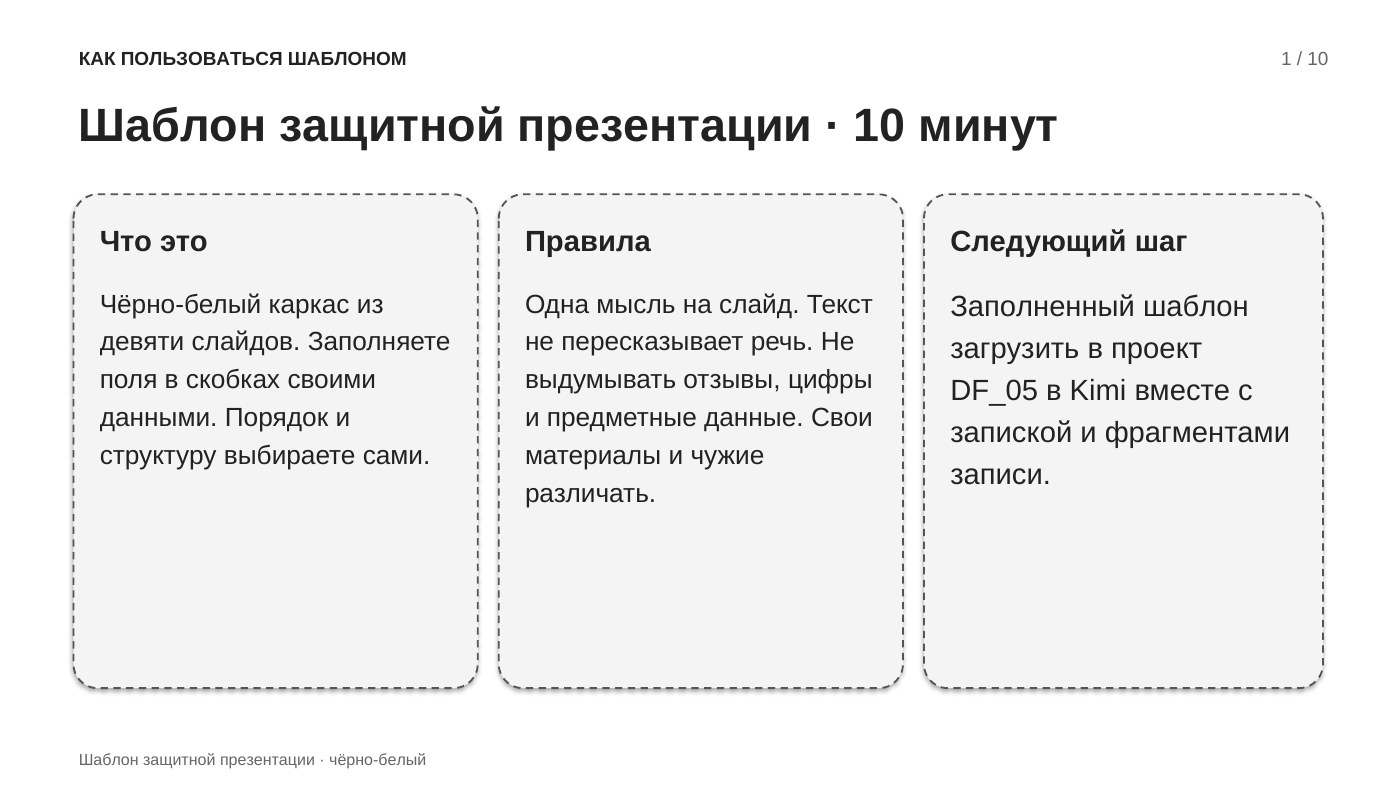 КАК ПОЛЬЗОВАТЬСЯ ШАБЛОНОМ
1 / 10
Шаблон защитной презентации · 10 минут
Что это
Чёрно-белый каркас из
девяти слайдов. Заполняете
поля в скобках своими
данными. Порядок и
структуру выбираете сами.
Правила
Одна мысль на слайд. Текст
не пересказывает речь. Не
выдумывать отзывы, цифры
и предметные данные. Свои
материалы и чужие
различать.
Следующий шаг
Заполненный шаблон
загрузить в проект
DF_05 в Kimi вместе с
запиской и фрагментами
записи.
Шаблон защитной презентации · чёрно-белый